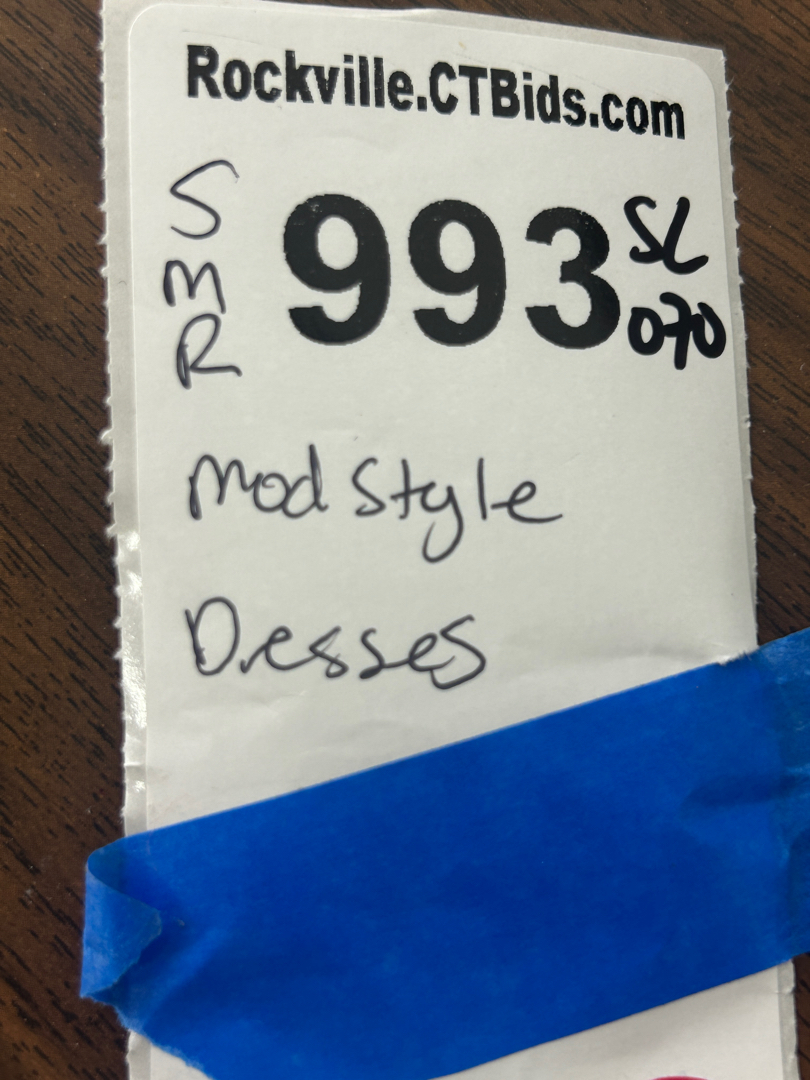 Rockville.CTBids.com
S
M
R
993
SL
070
Mod Style
Dresses